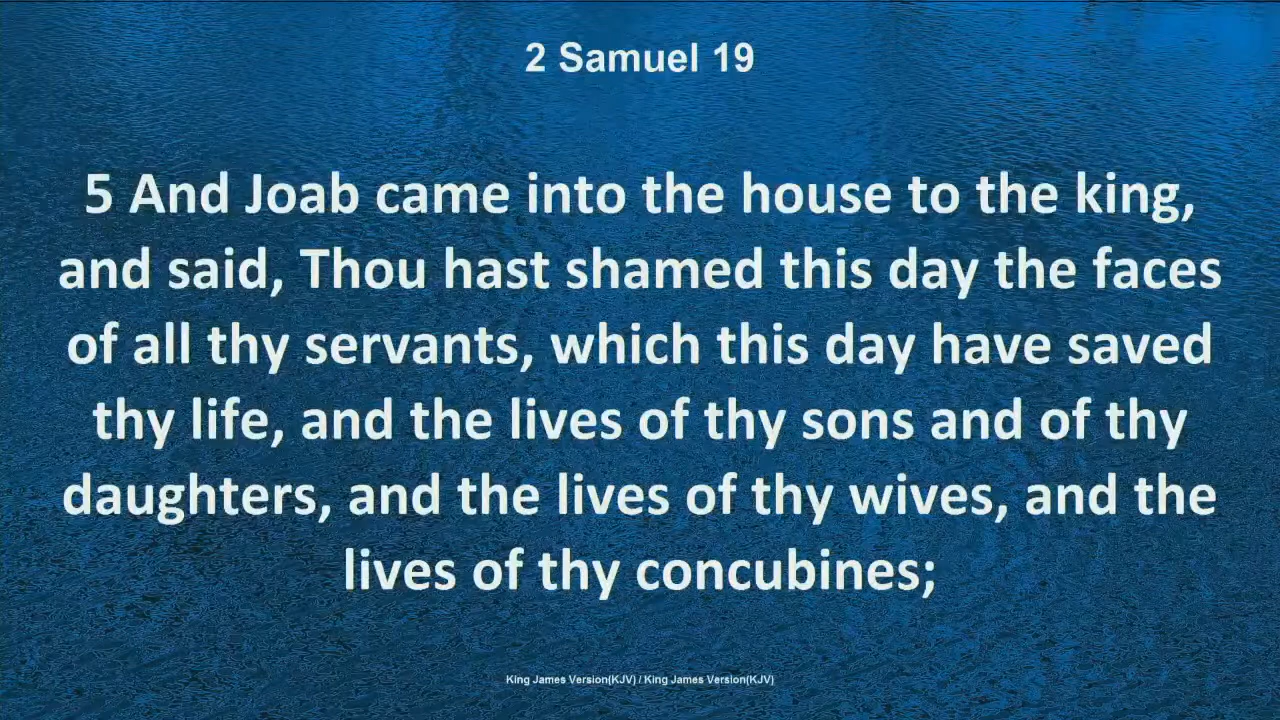 2 Samuel 19
5 And Joab came into the house to the king,
and said, Thou hast shamed this day the faces
of all thy servants, which this day have saved
thy life, and the lives of thy sons and of thy
daughters, and the lives of thy wives, and the
lives of thy concubines;
King James Version(KJV) / King James Version(KJV)